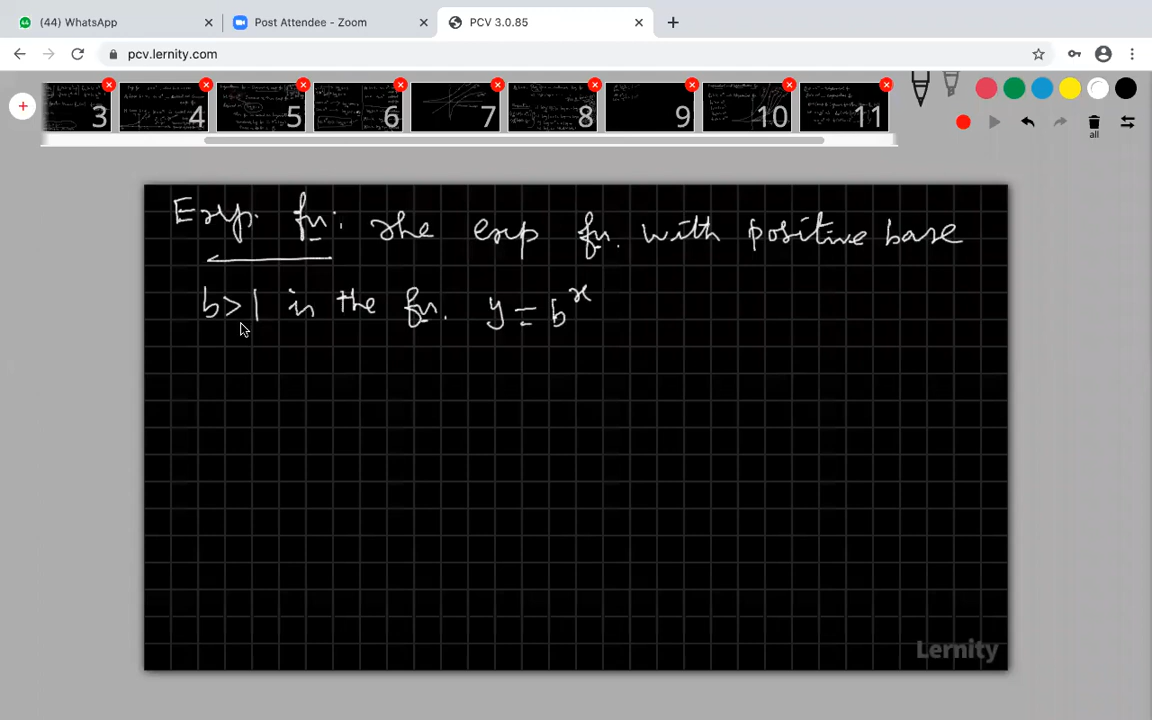 (44) WhatsApp
Post Attendee - Zoom
PCV 3.0.85
pcv.lernity.com
3 4 5 6 7 8 9 10 11
all
Exp. fn: The exp fn. with positive base
b>1 is the fn. y = b^x
Lernity